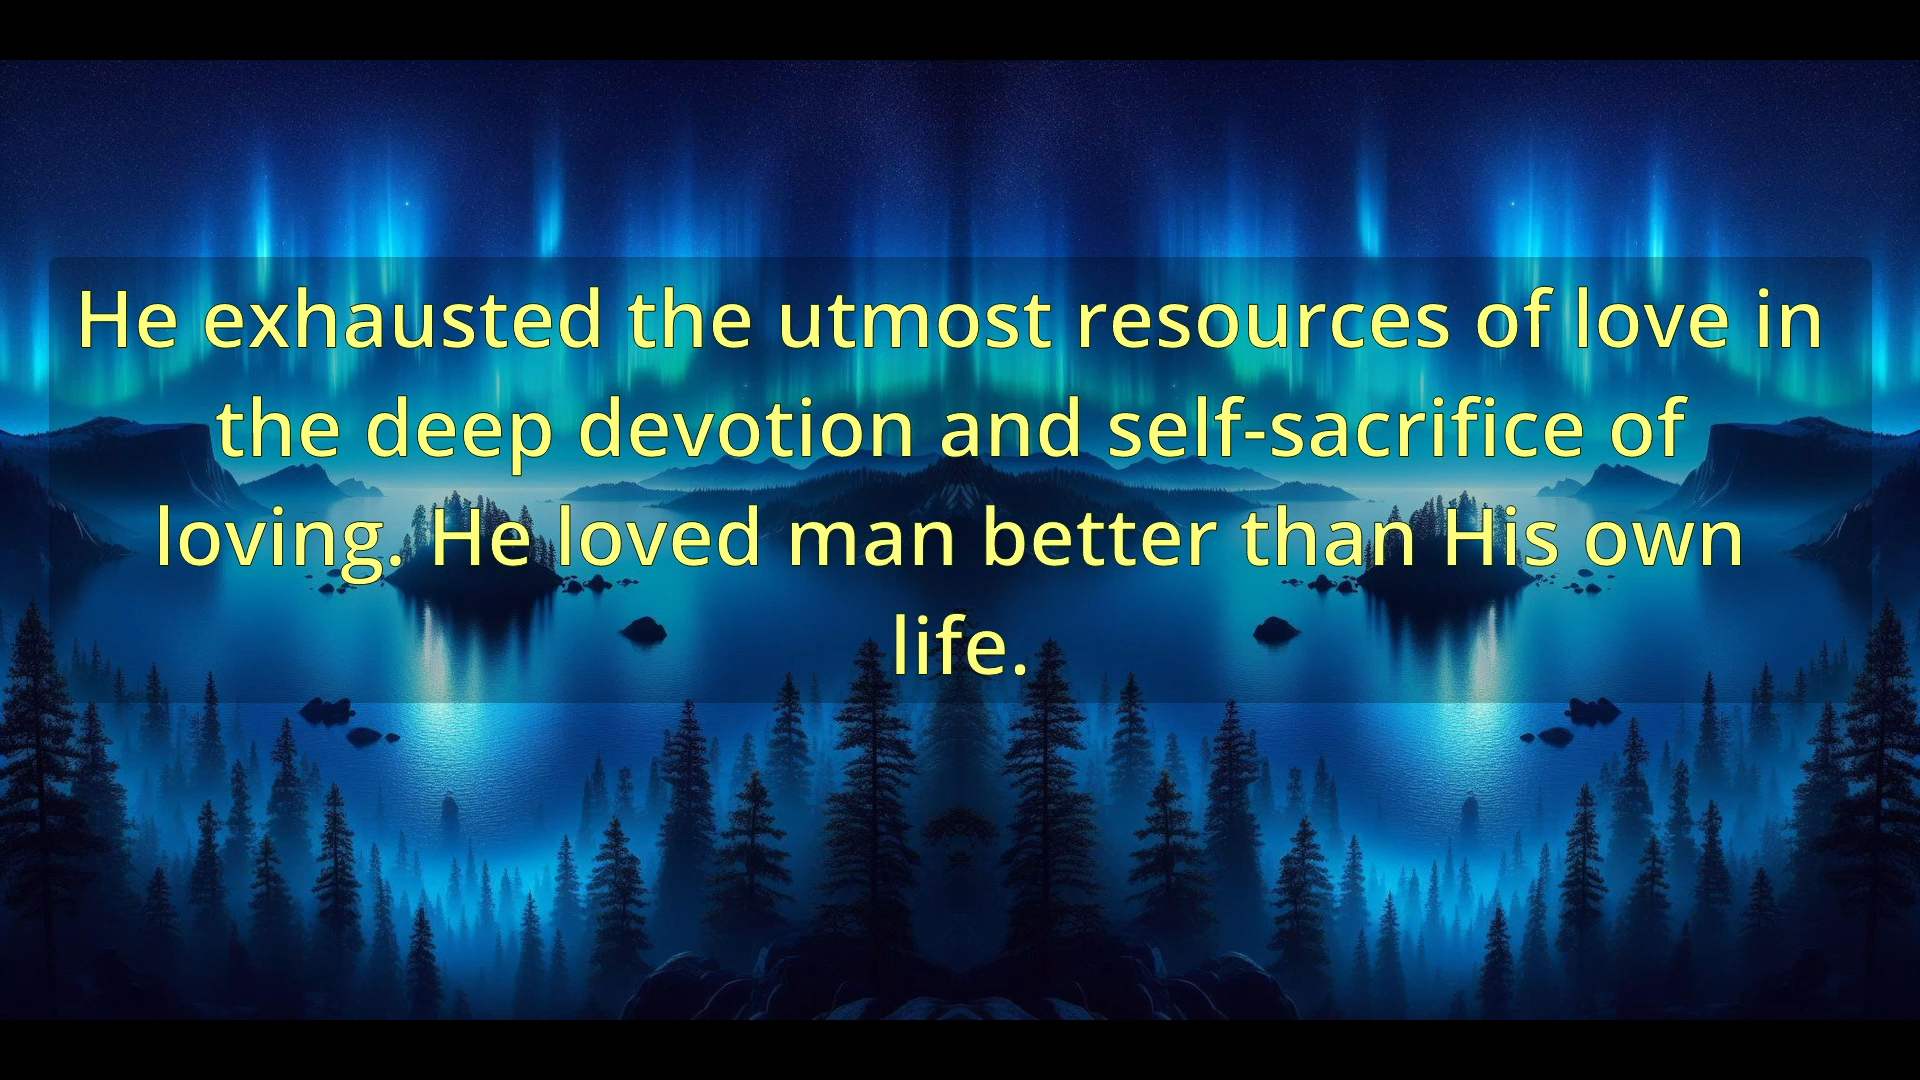 He exhausted the utmost resources of love in
the deep devotion and self-sacrifice of
loving. He loved man better than His own
life.